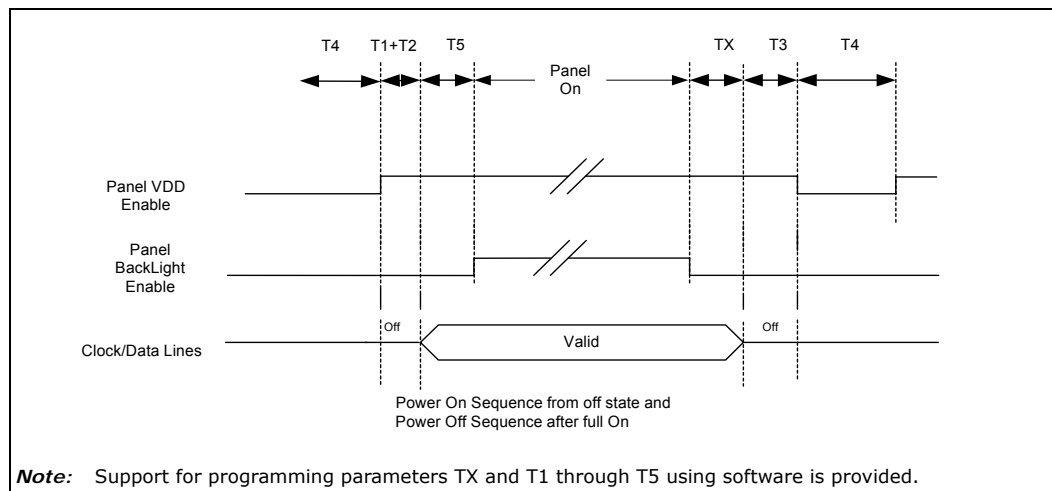 T4 T1+T2 T5 TX T3 T4
Panel
On
Panel VDD
Enable
Panel
BackLight
Enable
Off Off
Clock/Data Lines
Valid
Power On Sequence from off state and
Power Off Sequence after full On
Note: Support for programming parameters TX and T1 through T5 using software is provided.